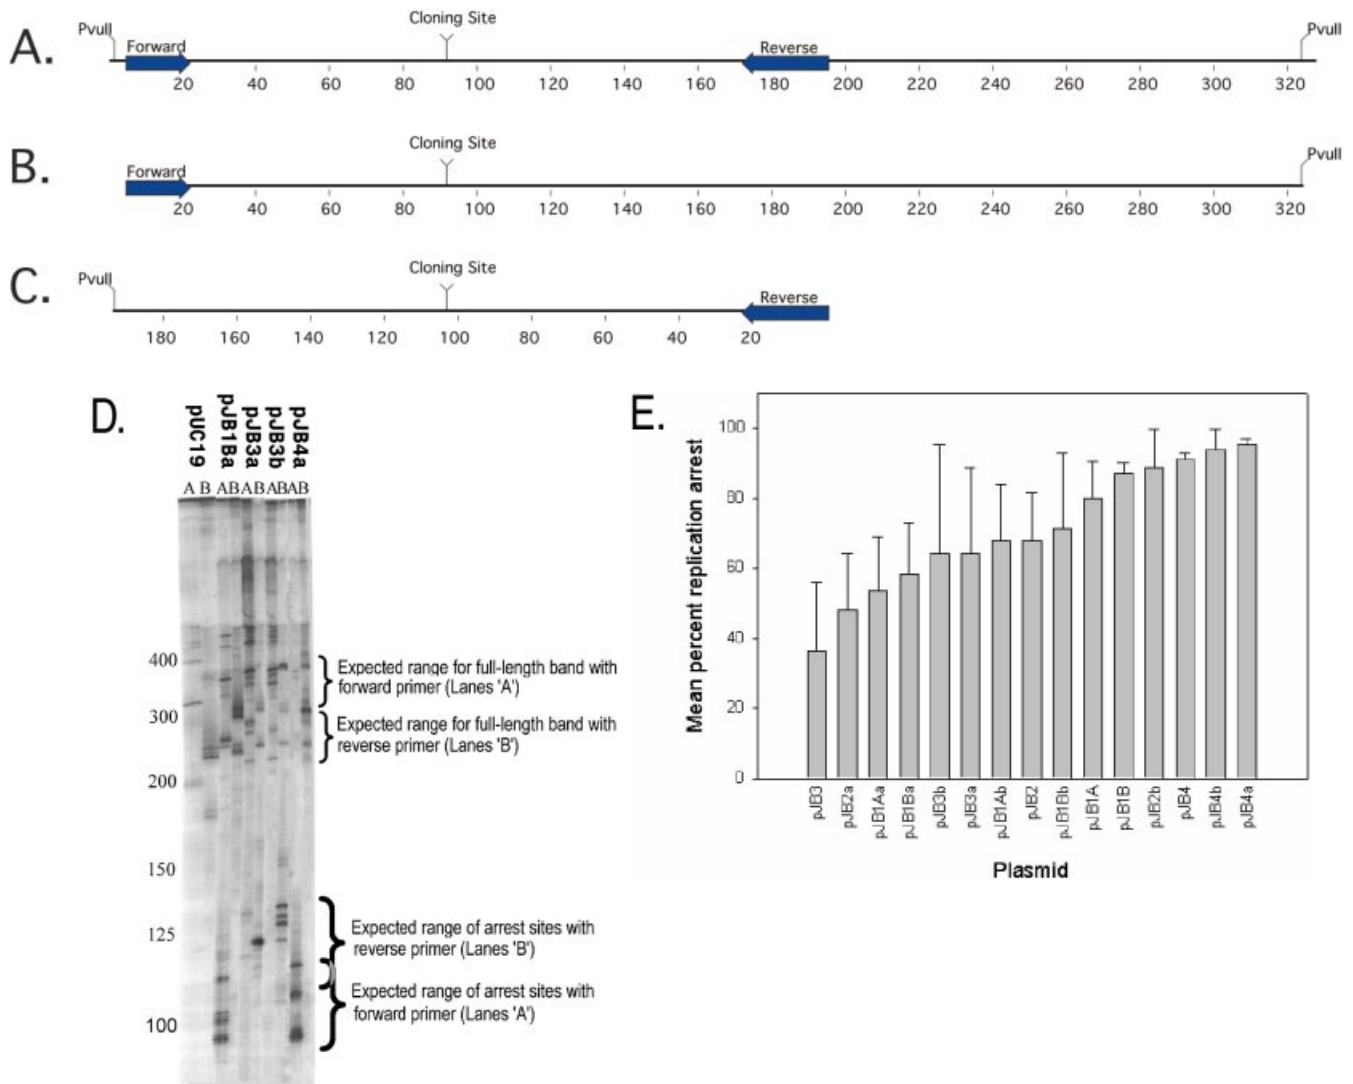 A.
PvuII
Forward
Cloning Site
Reverse
PvuII
20 40 60 80 100 120 140 160 180 200 220 240 260 280 300 320
B.
Forward
Cloning Site
PvuII
20 40 60 80 100 120 140 160 180 200 220 240 260 280 300 320
C.
PvuII
Cloning Site
Reverse
180 160 140 120 100 80 60 40 20
D.
pUC19
pJB1Ba
pJB3a
pJB3b
pJB4a
A B AB A B AB AB
400
300
200
150
125
100
Expected range for full-length band with
forward primer (Lanes 'A')
Expected range for full-length band with
reverse primer (Lanes 'B')
Expected range of arrest sites with
reverse primer (Lanes 'B')
Expected range of arrest sites with
forward primer (Lanes 'A')
E.
Mean percent replication arrest
100
80
60
40
20
0
pJB3
pJB2a
pJB1Aa
pJB1Ba
pJB3b
pJB3a
pJB1Ab
pJB2
pJB1Bb
pJB1A
pJB1B
pJB2b
pJB4
pJB4b
pJB4a
Plasmid